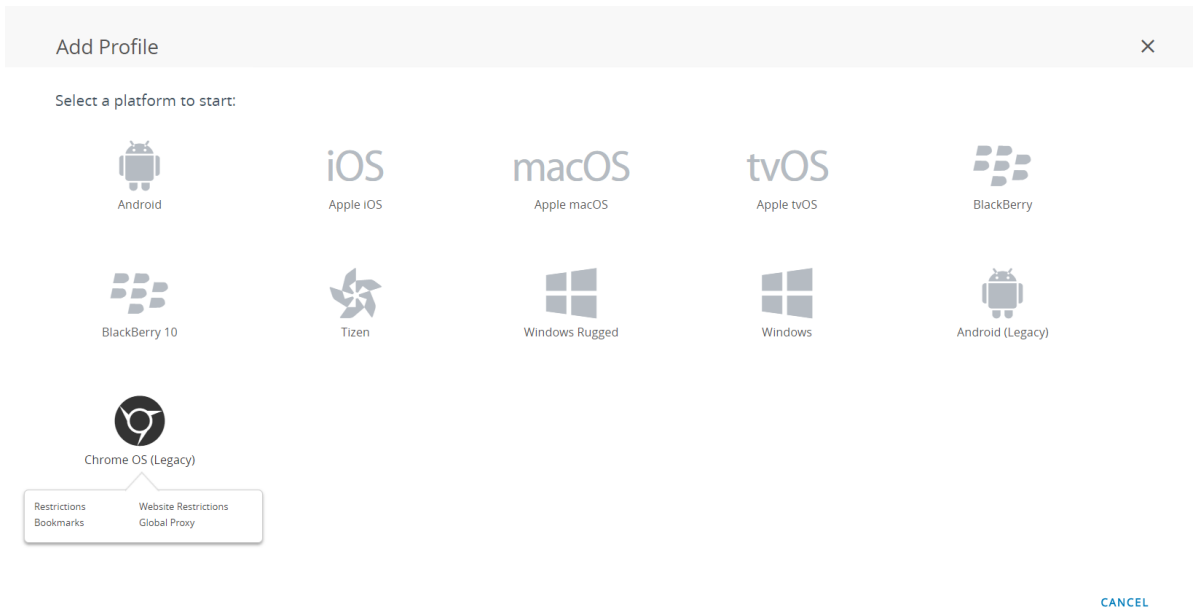 Add Profile
Select a platform to start:
iOS macOS tvOS
Android Apple iOS Apple macOS Apple tvOS BlackBerry
BlackBerry 10 Tizen Windows Rugged Windows Android (Legacy)
Chrome OS (Legacy)
Restrictions Website Restrictions
Bookmarks Global Proxy
CANCEL